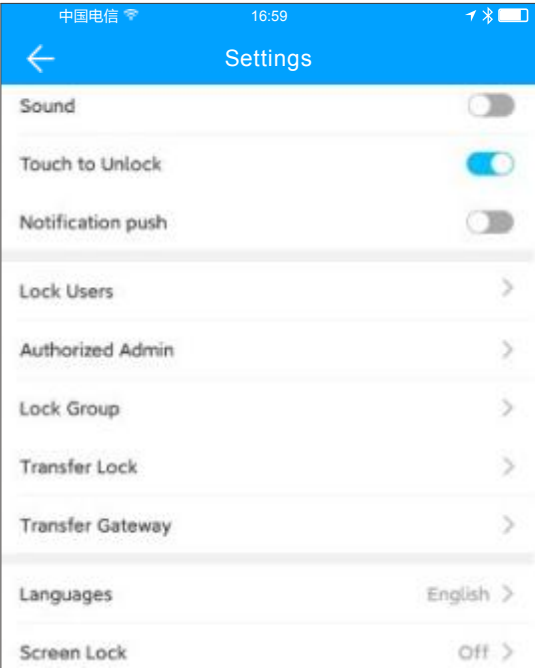 中国电信 16:59
Settings
Sound
Touch to Unlock
Notification push
Lock Users
Authorized Admin
Lock Group
Transfer Lock
Transfer Gateway
Languages English
Screen Lock Off